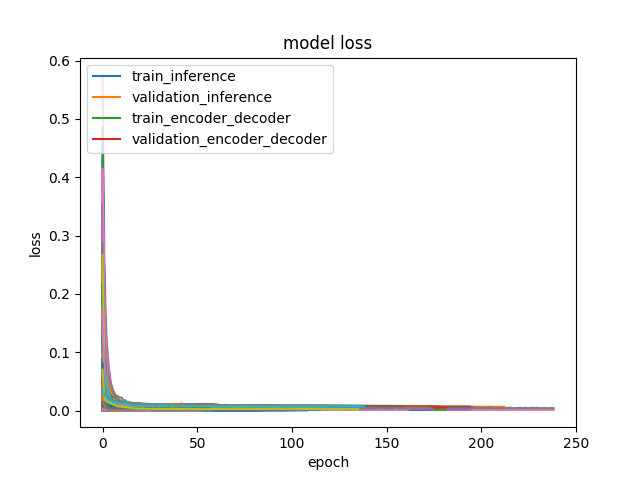 model loss
train_inference
validation_inference
train_encoder_decoder
validation_encoder_decoder
0.6
0.5
0.4
0.3
0.2
0.1
0.0
loss
0 50 100 150 200 250
epoch